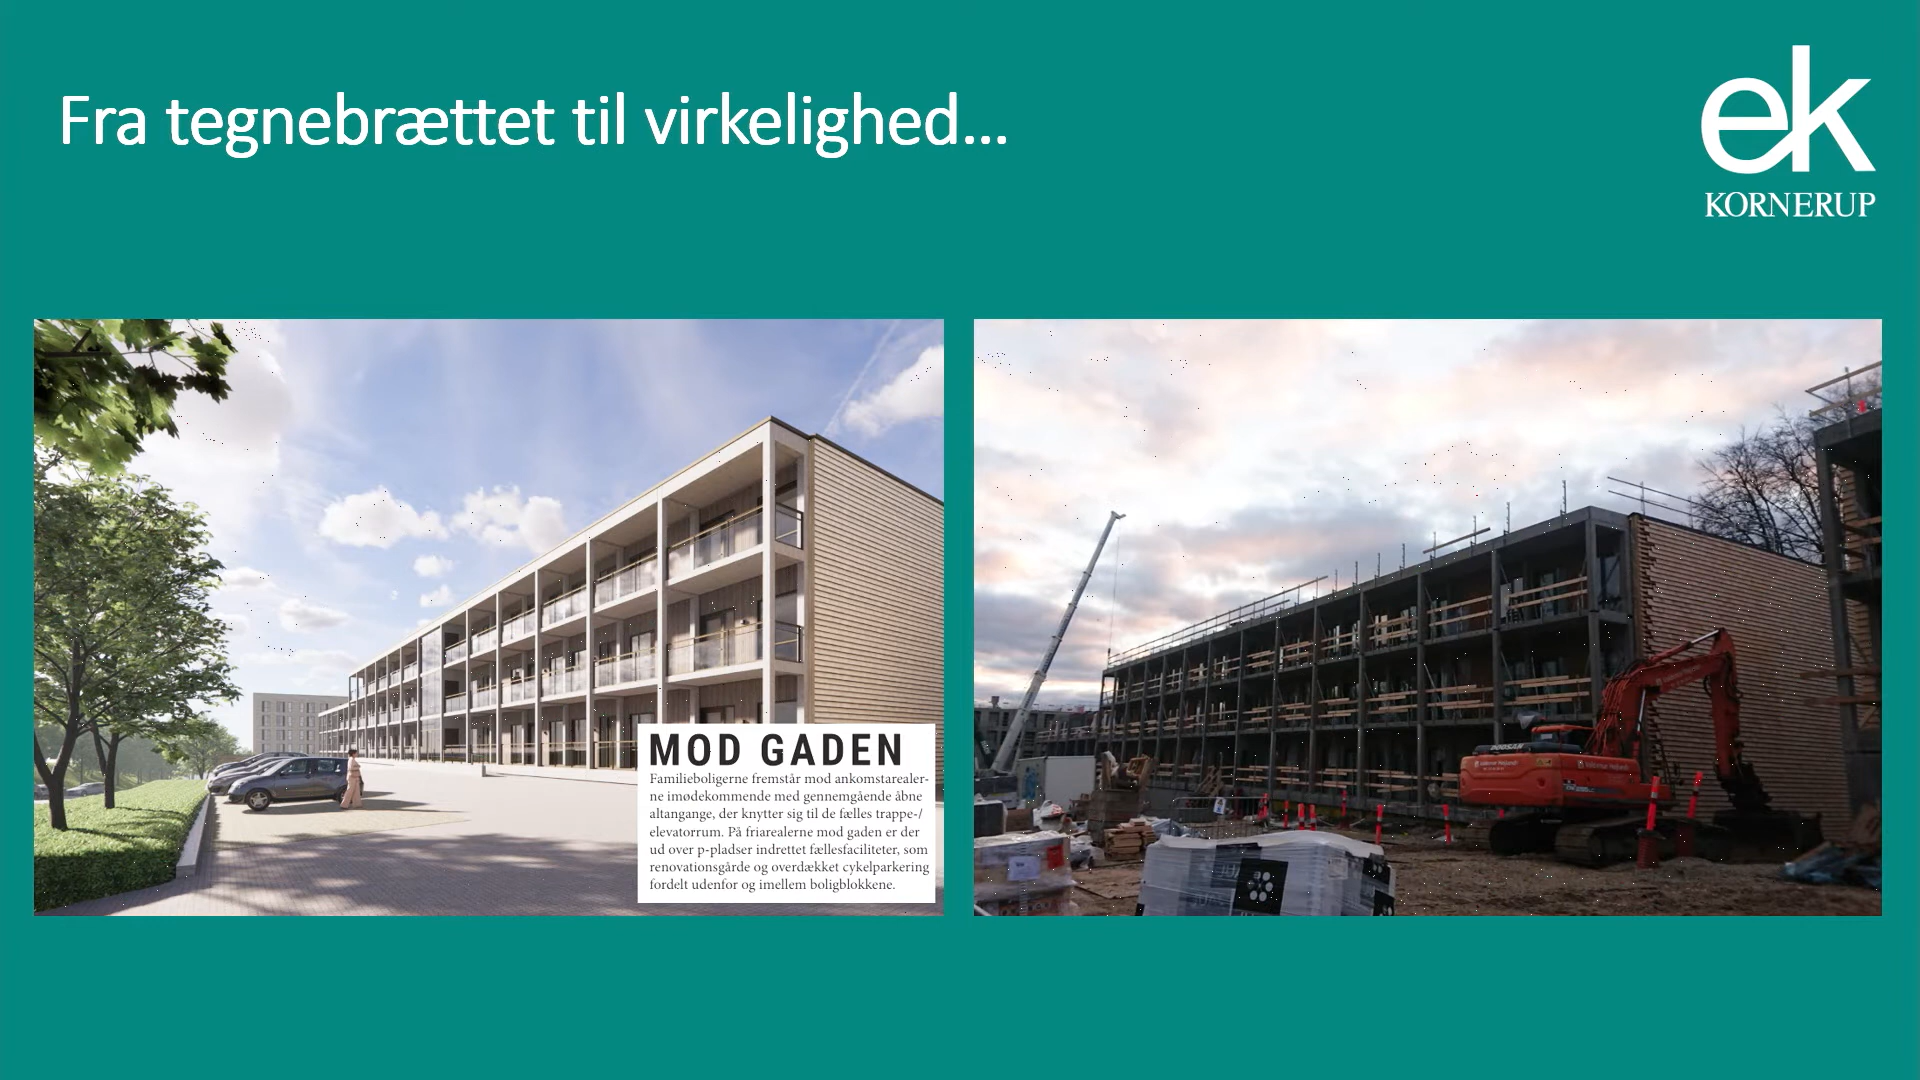 Fra tegnebrættet til virkelighed...
ek
KORNERUP
MOD GADEN
Familieboligerne fremstår mod ankomstarealer-
ne imødekommende med gennemgående åbne
altangange, der knytter sig til de fælles trappe-/
elevatorrum. På friarealerne mod gaden er der
ud over p-pladser indrettet fællesfaciliteter, som
renovationsgårde og overdækket cykelparkering
fordelt udenfor og imellem boligblokkene.
DOOSAN